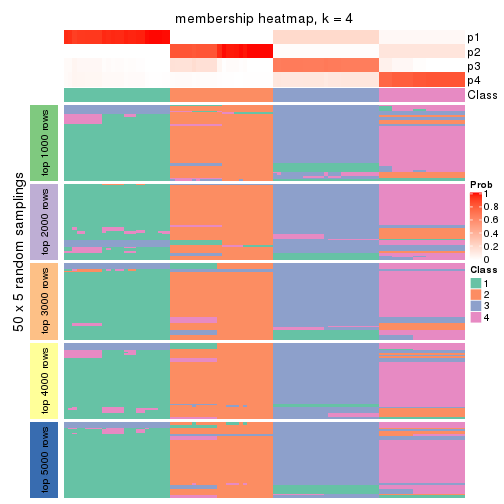 membership heatmap, k = 4
p1
p2
p3
p4
Class
50 x 5 random samplings
top 1000 rows
top 2000 rows
top 3000 rows
top 4000 rows
top 5000 rows
Prob
1
0.8
0.6
0.4
0.2
0
Class
1
2
3
4